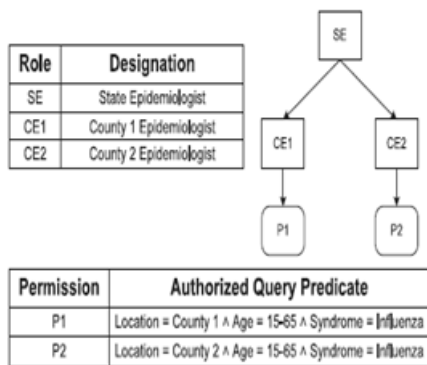 SE
Role Designation
SE State Epidemiologist
CE1 County 1 Epidemiologist
CE2 County 2 Epidemiologist
CE1 CE2
P1 P2
Permission Authorized Query Predicate
P1 Location = County 1 ∧ Age = 15-65 ∧ Syndrome = Influenza
P2 Location = County 2 ∧ Age = 15-65 ∧ Syndrome = Influenza